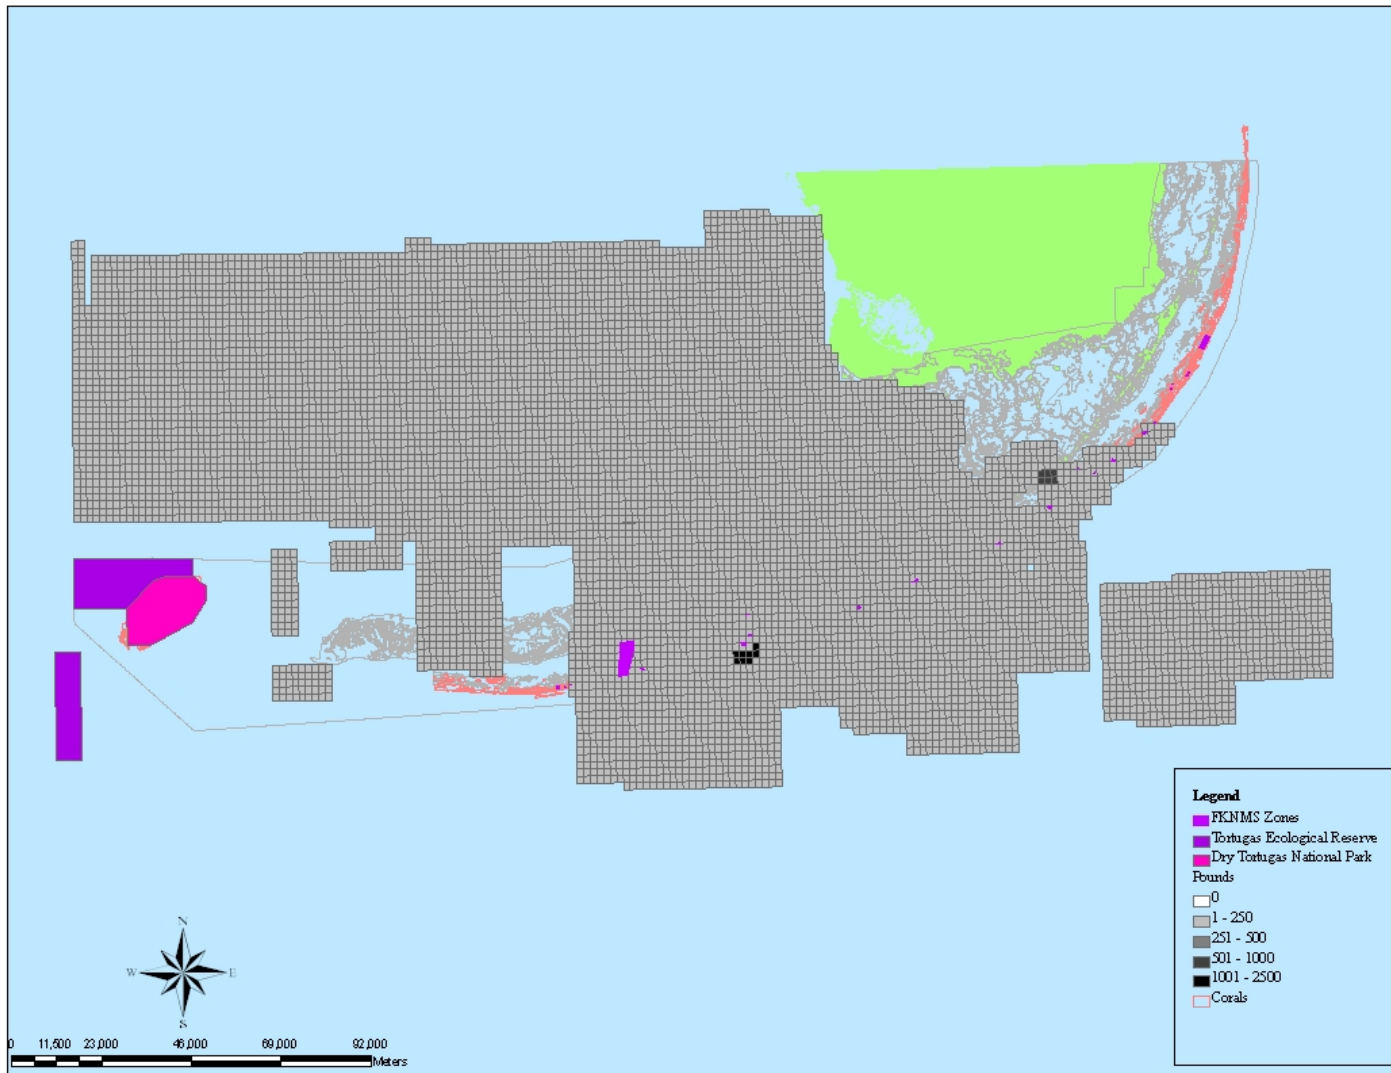 Legend
FKNMS Zones
Tortugas Ecological Reserve
Dry Tortugas National Park
Pounds
0
1 - 250
251 - 500
501 - 1000
1001 - 2500
Corals
N
W E
S
0 11,500 23,000 46,000 69,000 92,000
Meters